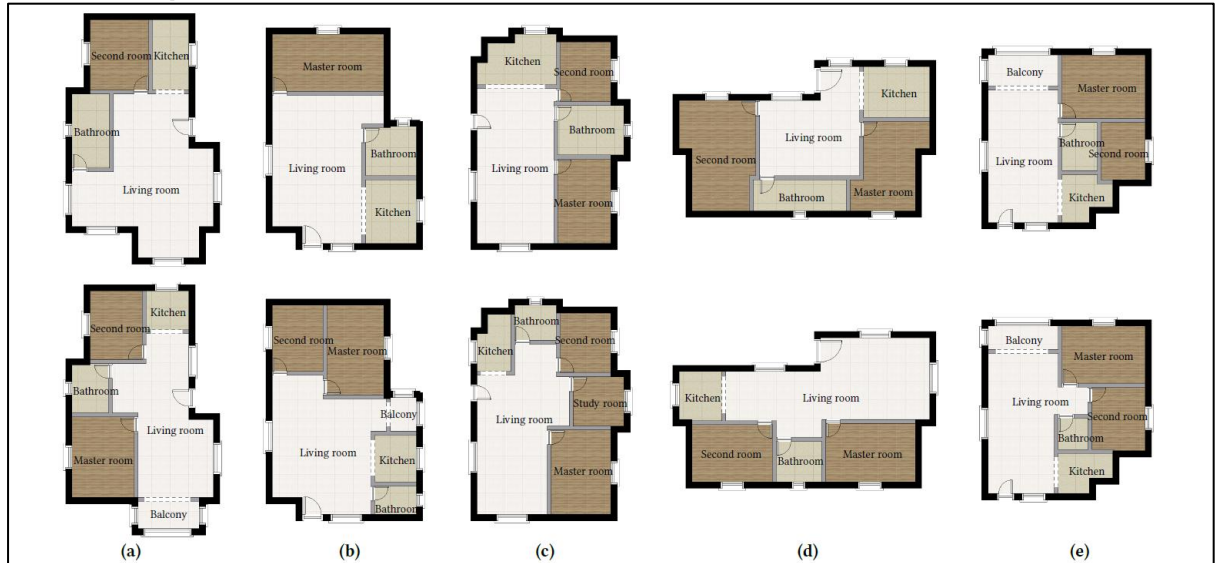 Second room
Kitchen
Bathroom
Living room
Master room
Living room
Bathroom
Kitchen
Kitchen
Second room
Bathroom
Living room
Master room
Kitchen
Living room
Second room
Master room
Bathroom
Balcony
Master room
Living room
Bathroom
Second room
Kitchen
Kitchen
Second room
Bathroom
Living room
Master room
Balcony
Second room
Master room
Balcony
Living room
Kitchen
Bathroom
Bathroom
Kitchen
Second room
Study room
Living room
Master room
Kitchen
Living room
Second room
Bathroom
Master room
Balcony
Master room
Living room
Second room
Bathroom
Kitchen
(a)
(b)
(c)
(d)
(e)